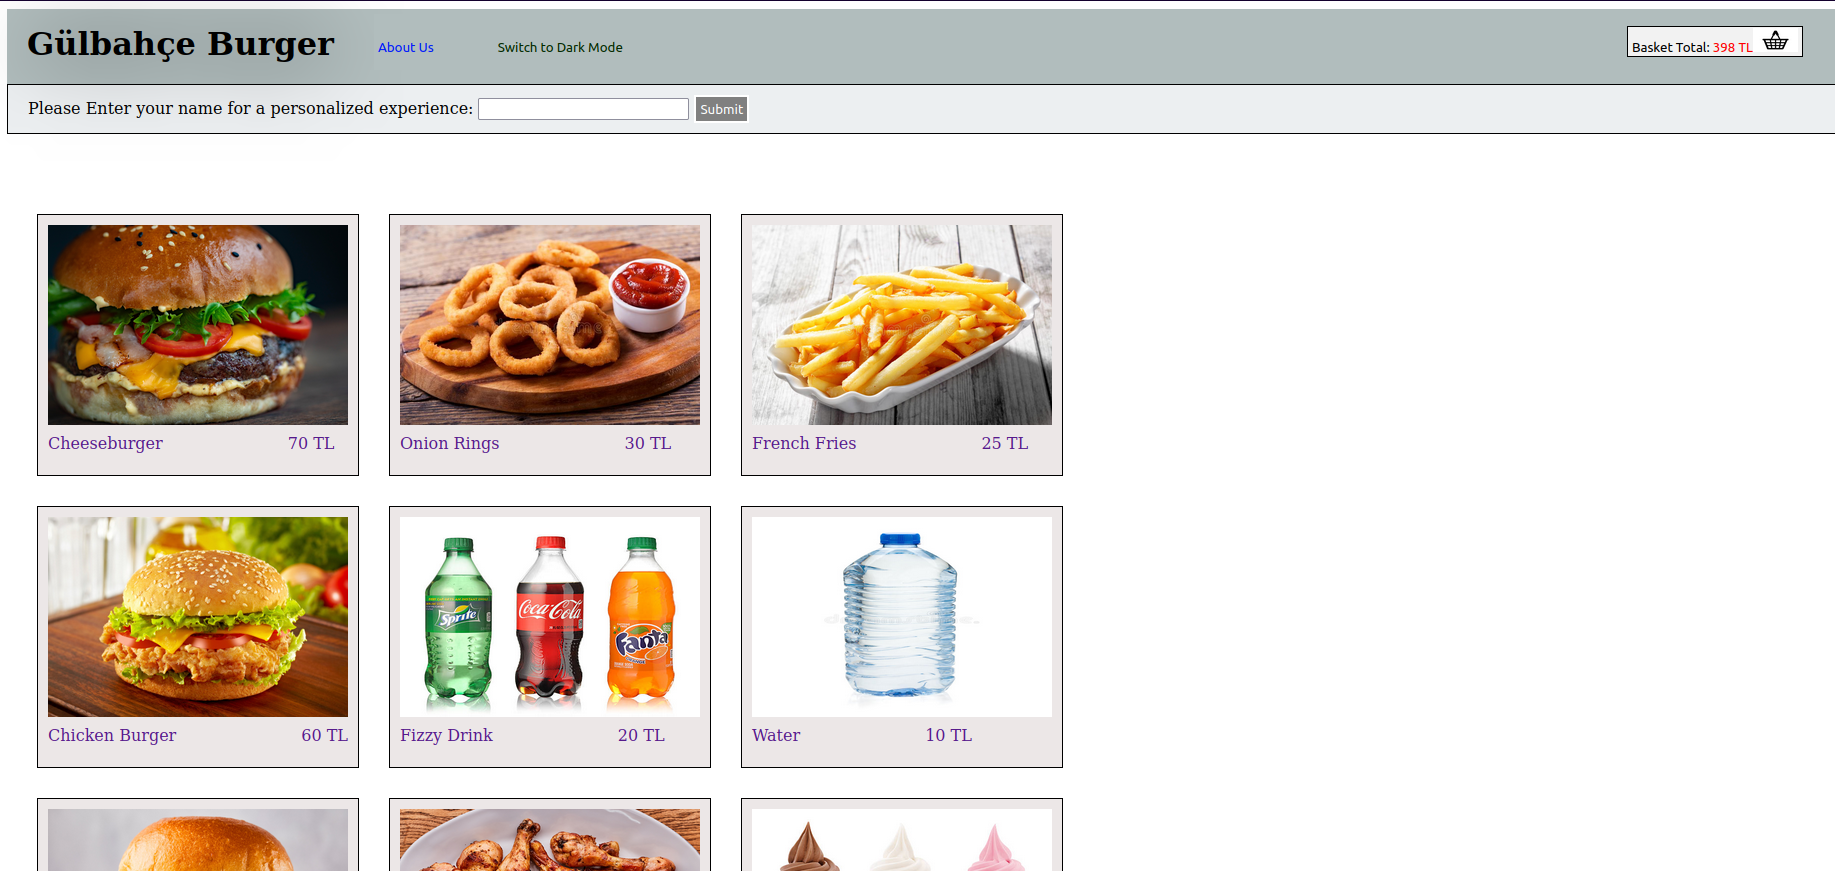 Gülbahçe Burger
About Us
Switch to Dark Mode
Basket Total: 398 TL
Please Enter your name for a personalized experience:
Submit
Cheeseburger 70 TL
Onion Rings 30 TL
French Fries 25 TL
Sprite
Coca-Cola
Fanta
Chicken Burger 60 TL
Fizzy Drink 20 TL
Water 10 TL